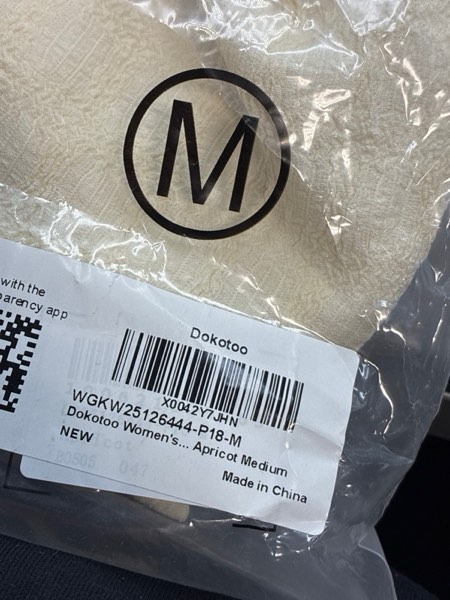 M
with the
parency app
Dokotoo
X0042Y7JHN
WGKW25126444-P18-M
Dokotoo Women's... Apricot Medium
NEW
Made in China